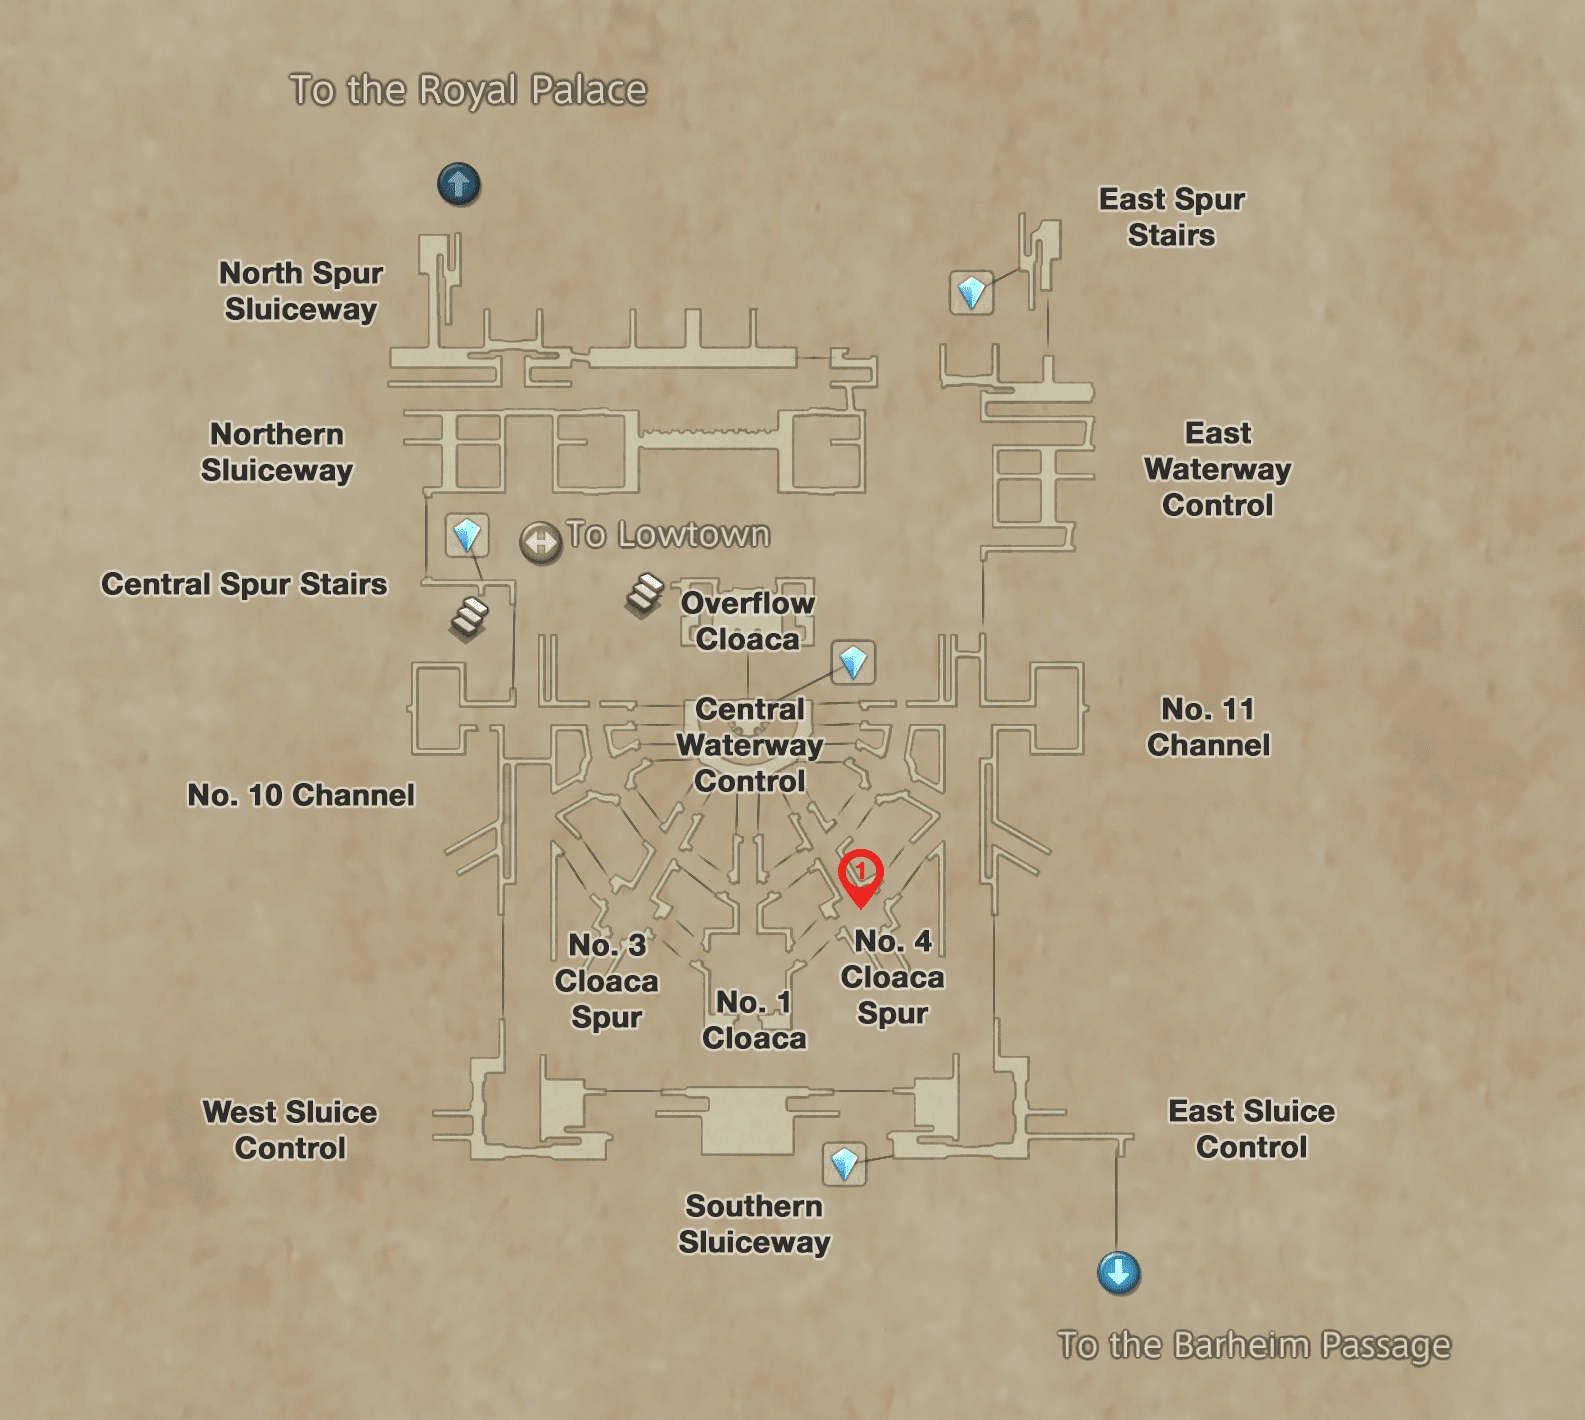 To the Royal Palace
East Spur
Stairs
North Spur
Sluiceway
Northern
Sluiceway
East
Waterway
Control
To Lowtown
Central Spur Stairs
Overflow
Cloaca
Central
Waterway
Control
No. 11
Channel
No. 10 Channel
1
No. 3
Cloaca
Spur
No. 4
Cloaca
Spur
No. 1
Cloaca
West Sluice
Control
East Sluice
Control
Southern
Sluiceway
To the Barheim Passage